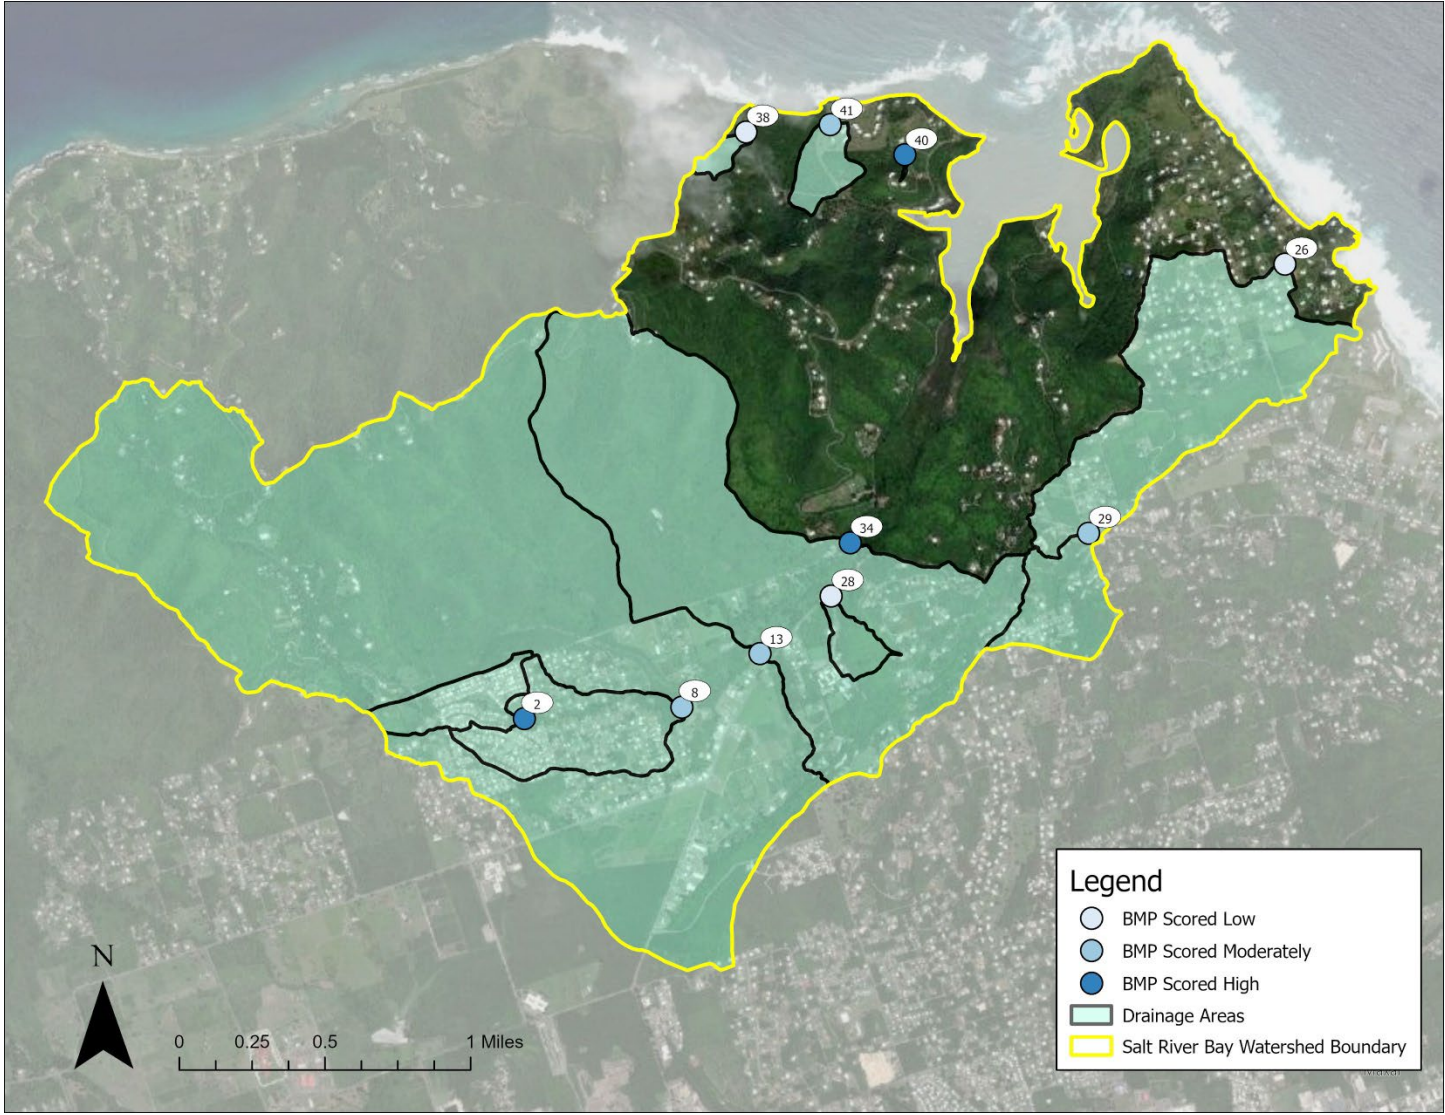 38
41
40
26
34
29
28
13
8
2
Legend
BMP Scored Low
BMP Scored Moderately
BMP Scored High
Drainage Areas
Salt River Bay Watershed Boundary
N
0 0.25 0.5 1 Miles